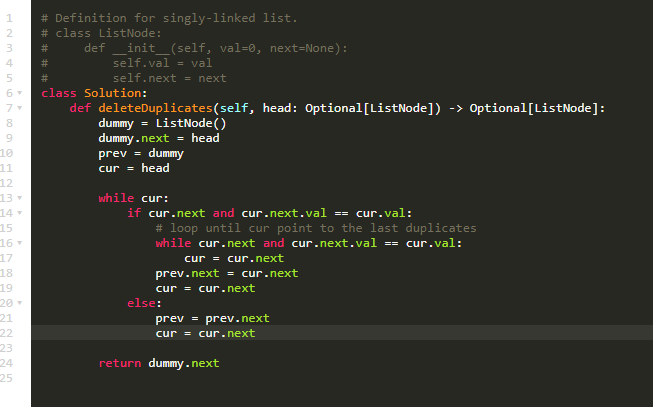 1 # Definition for singly-linked list.
2 # class ListNode:
3 #     def __init__(self, val=0, next=None):
4 #         self.val = val
5 #         self.next = next
6 class Solution:
7     def deleteDuplicates(self, head: Optional[ListNode]) -> Optional[ListNode]:
8         dummy = ListNode()
9         dummy.next = head
10         prev = dummy
11         cur = head
12
13         while cur:
14             if cur.next and cur.next.val == cur.val:
15                 # loop until cur point to the last duplicates
16                 while cur.next and cur.next.val == cur.val:
17                     cur = cur.next
18                 prev.next = cur.next
19                 cur = cur.next
20             else:
21                 prev = prev.next
22                 cur = cur.next
23
24         return dummy.next
25